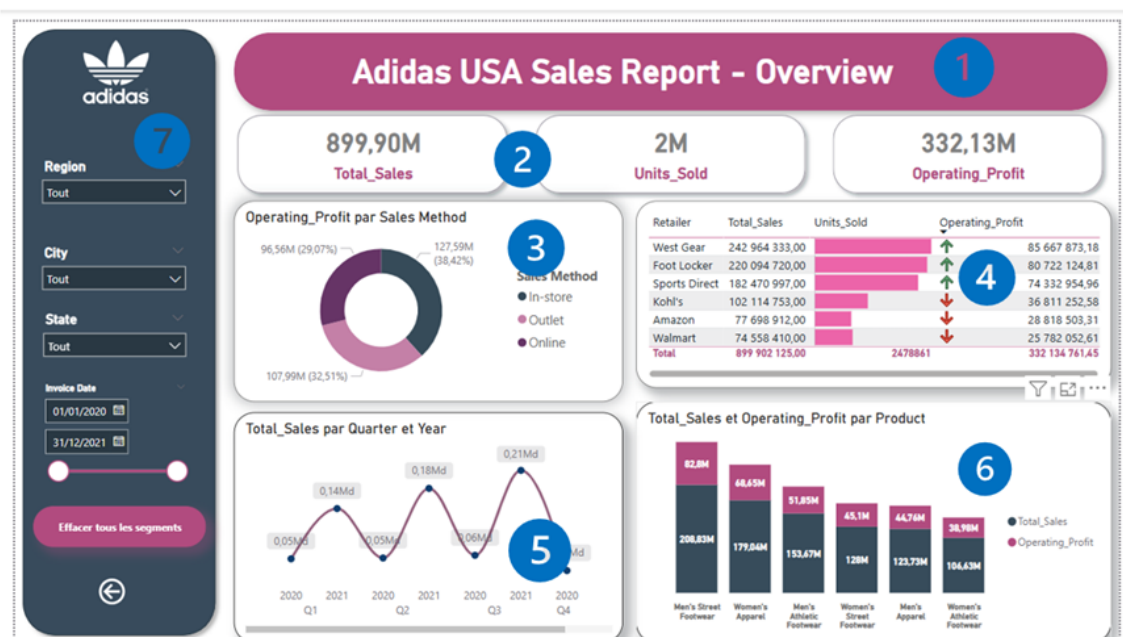 adidas
7
Region
Tout
City
Tout
State
Tout
Invoice Date
01/01/2020
31/12/2021
Effacer tous les segments
Adidas USA Sales Report - Overview
1
899,90M
Total_Sales
2
2M
Units_Sold
332,13M
Operating_Profit
Operating_Profit par Sales Method
3
96,56M (29,07%)
127,59M
(38,42%)
107,99M (32,51%)
Sales Method
In-store
Outlet
Online
Retailer Total_Sales Units_Sold Operating_Profit
West Gear 242 964 333,00 85 667 873,18
Foot Locker 220 094 720,00 80 722 124,81
Sports Direct 182 470 997,00 74 332 954,96
Kohl's 102 114 753,00 36 811 252,58
Amazon 77 698 912,00 28 818 503,31
Walmart 74 558 410,00 25 782 052,61
Total 899 902 125,00 2478861 332 134 761,45
4
Total_Sales par Quarter et Year
0,21Md
0,18Md
0,14Md
0,05Md 0,05Md 0,06Md
Md
5
2020 2021 2020 2021 2020 2021 2020
Q1 Q2 Q3 Q4
Total_Sales et Operating_Profit par Product
6
82,8M
68,65M
51,85M
45,1M
44,76M
38,98M
208,83M
179,04M
153,67M
128M
123,73M
106,63M
Men's Street
Footwear
Women's
Apparel
Men's
Athletic
Footwear
Women's
Street
Footwear
Men's
Apparel
Women's
Athletic
Footwear
Total_Sales
Operating_Profit